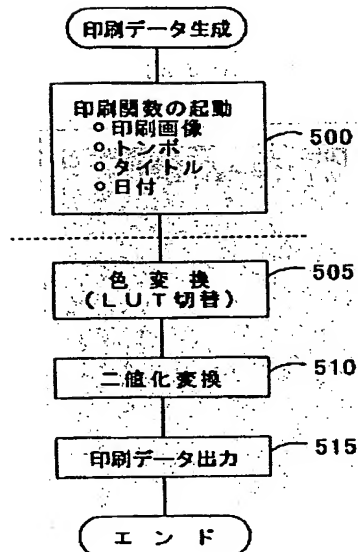 印刷データ生成
印刷関数の起動
○ 印刷画像
○ トンボ
○ タイトル
○ 日付
500
色変換
(LUT切替)
505
二値化変換
510
印刷データ出力
515
エンド